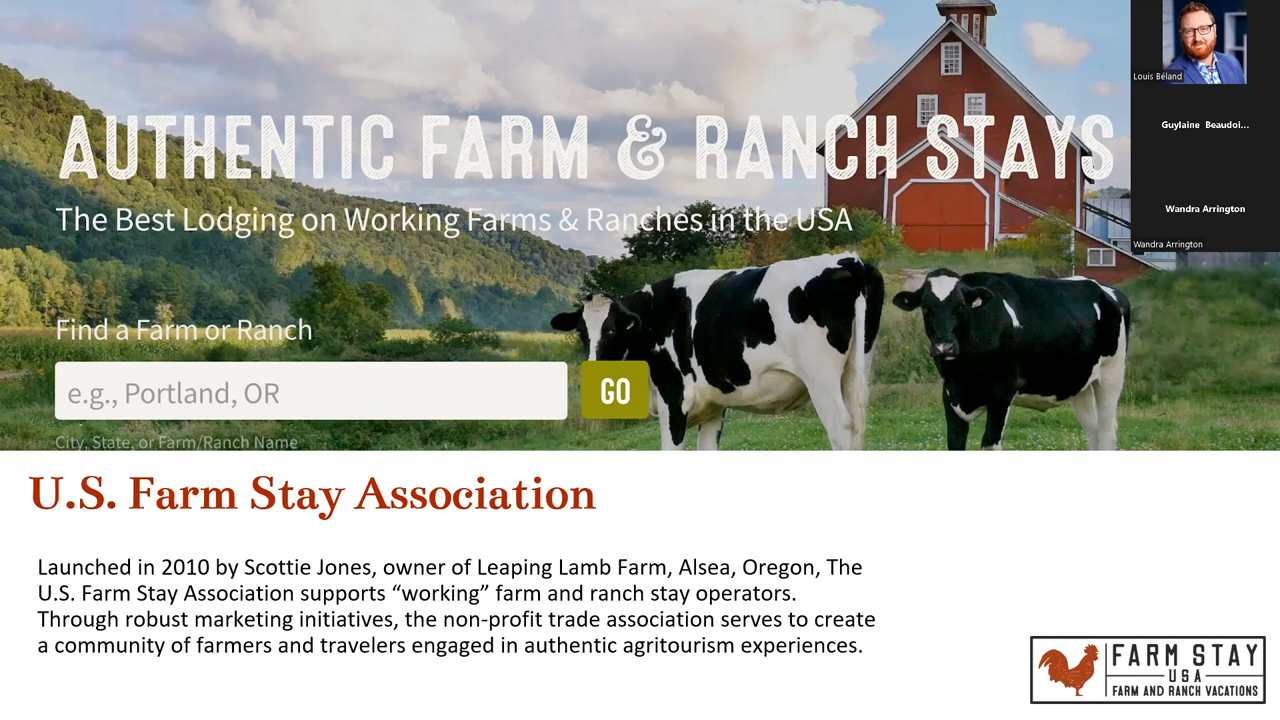 AUTHENTIC FARM & RANCH STAYS
The Best Lodging on Working Farms & Ranches in the USA
Find a Farm or Ranch
e.g., Portland, OR
GO
City, State, or Farm/Ranch Name
Louis Béland
Guylaine Beaudoi...
Wandra Arrington
Wandra Arrington
U.S. Farm Stay Association
Launched in 2010 by Scottie Jones, owner of Leaping Lamb Farm, Alsea, Oregon, The
U.S. Farm Stay Association supports “working” farm and ranch stay operators.
Through robust marketing initiatives, the non-profit trade association serves to create
a community of farmers and travelers engaged in authentic agritourism experiences.
FARM STAY
USA
FARM AND RANCH VACATIONS